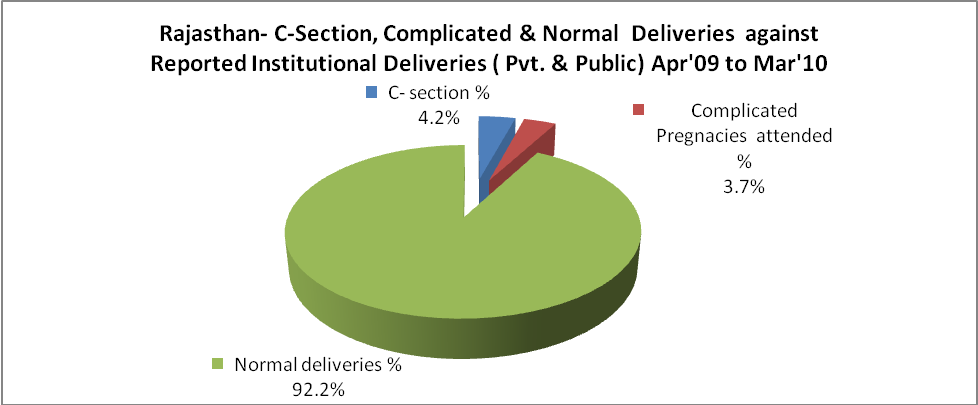 Rajasthan- C-Section, Complicated & Normal Deliveries against
Reported Institutional Deliveries ( Pvt. & Public) Apr'09 to Mar'10
C- section %
4.2%
Complicated
Pregnacies attended
%
3.7%
Normal deliveries %
92.2%